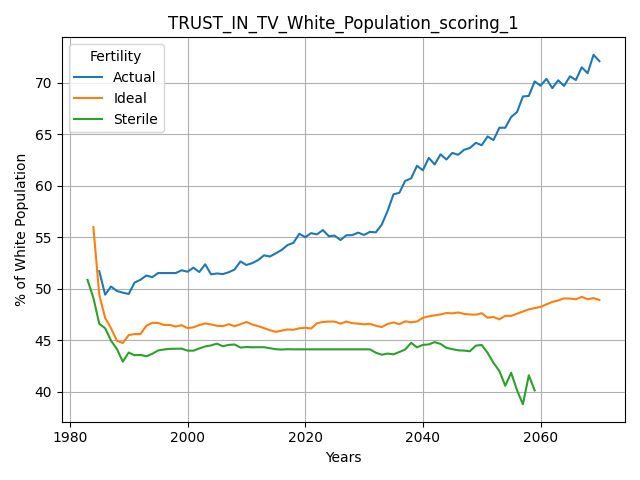 TRUST_IN_TV_White_Population_scoring_1
Fertility
Actual
Ideal
Sterile
% of White Population
70
65
60
55
50
45
40
1980
2000
2020
2040
2060
Years